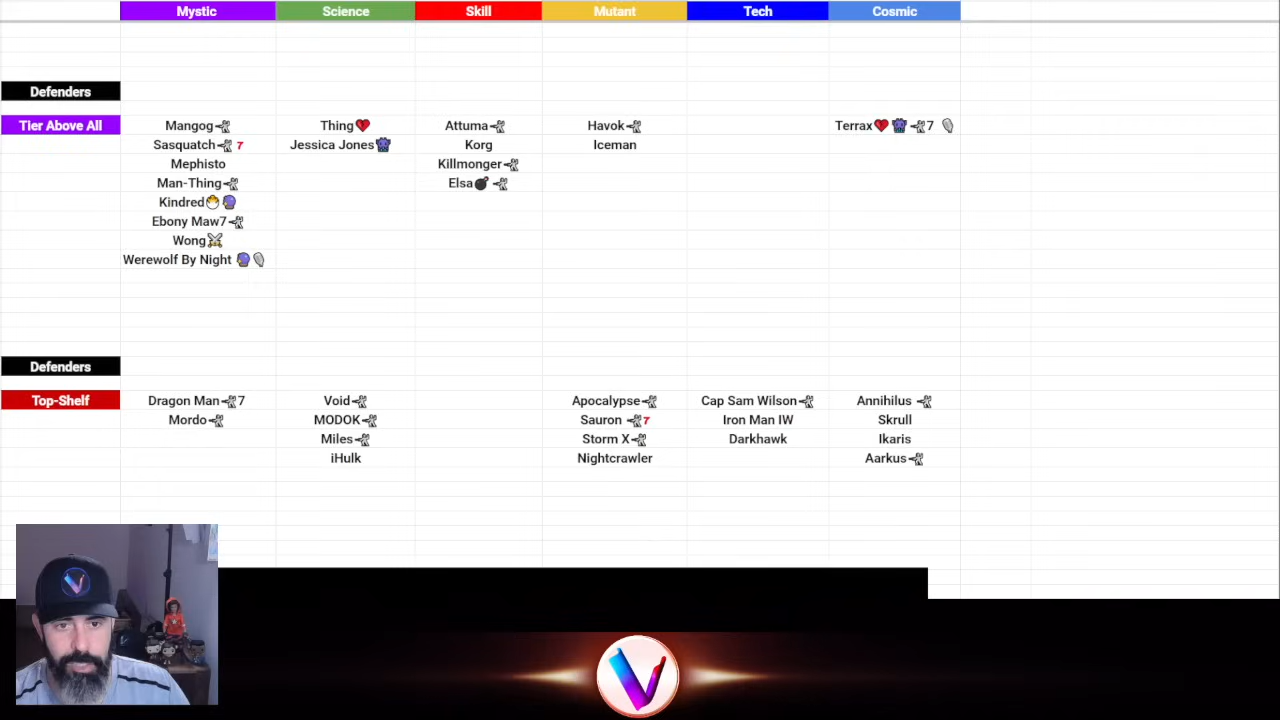 Mystic Science Skill Mutant Tech Cosmic
Defenders
Tier Above All Mangog Thing Attuma Havok Terrax 7
Sasquatch 7 Jessica Jones Korg Iceman
Mephisto Killmonger
Man-Thing Elsa
Kindred
Ebony Maw7
Wong
Werewolf By Night
Defenders
Top-Shelf Dragon Man 7 Void Apocalypse Cap Sam Wilson Annihilus
Mordo MODOK Sauron 7 Iron Man IW Skrull
Miles Storm X Darkhawk Ikaris
iHulk Nightcrawler Aarkus
V
V